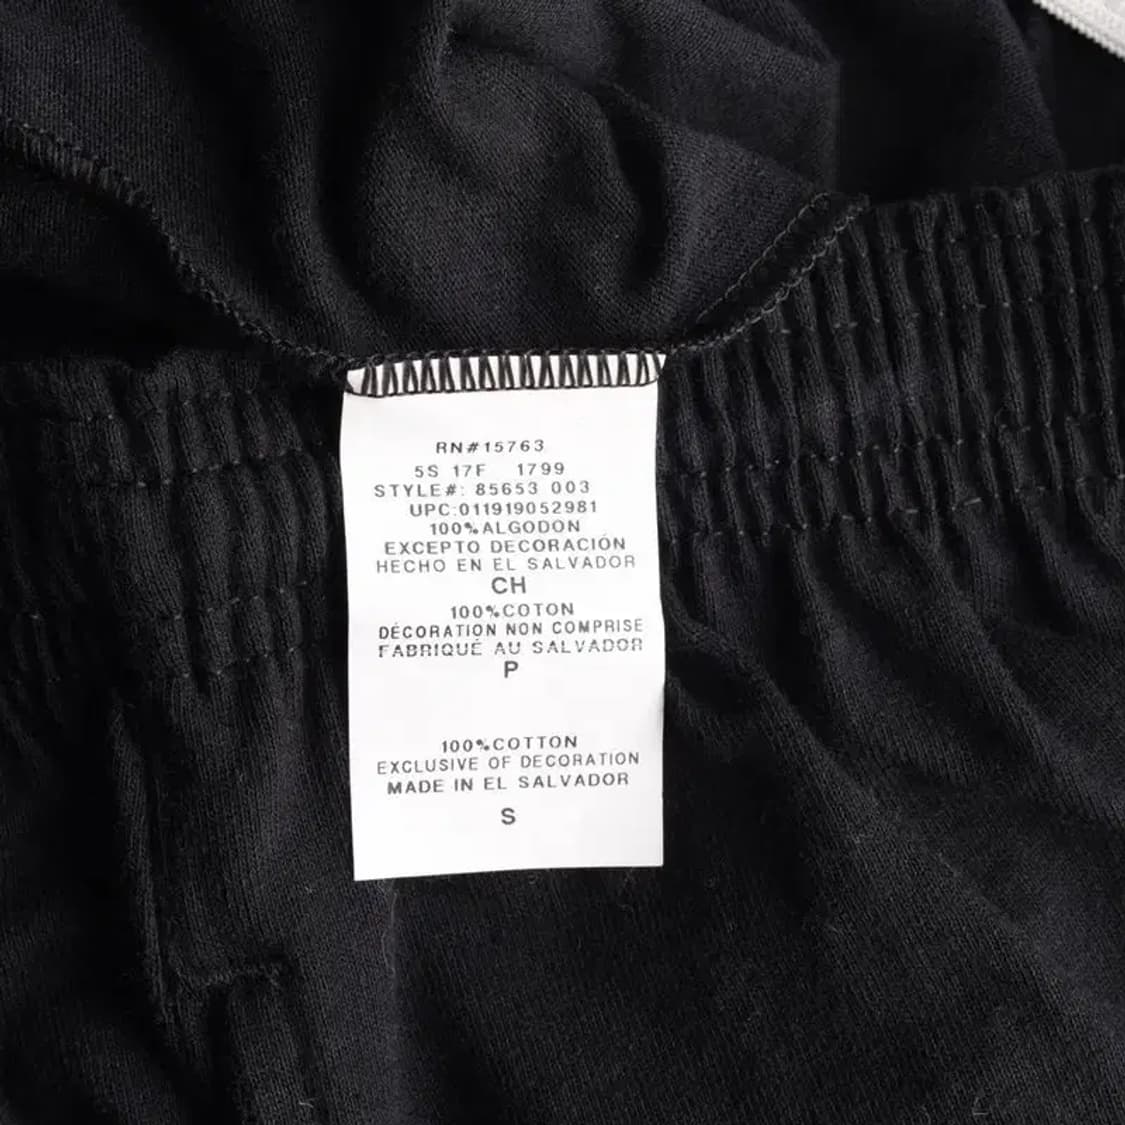 RN#15763
5S 17F 1799
STYLE#: 85653 003
UPC:011919052981
100%ALGODON
EXCEPTO DECORACIÓN
HECHO EN EL SALVADOR
CH
100%COTON
DÉCORATION NON COMPRISE
FABRIQUÉ AU SALVADOR
P
100%COTTON
EXCLUSIVE OF DECORATION
MADE IN EL SALVADOR
S